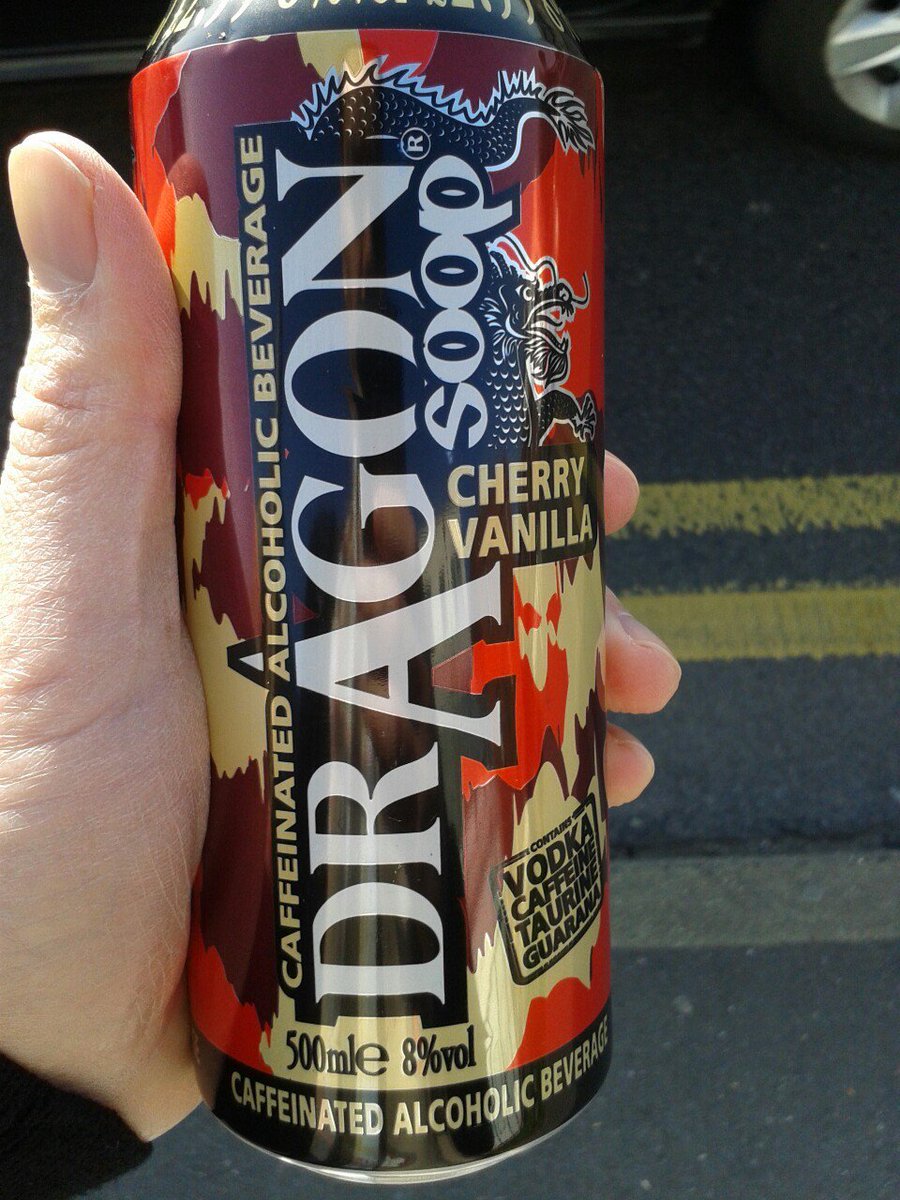 CAFFEINATED ALCOHOLIC BEVERAGE
DRAGON®
SOOP
CHERRY
VANILLA
CONTAINS
VODKA
CAFFEINE
TAURINE
GUARANA
500ml℮ 8%vol
CAFFEINATED ALCOHOLIC BEVERAGE